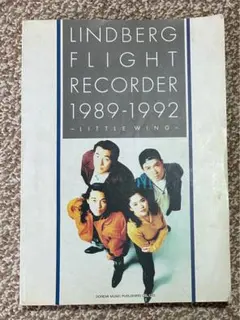 LINDBERG
FLIGHT
RECORDER
1989-1992
-LITTLE WING-